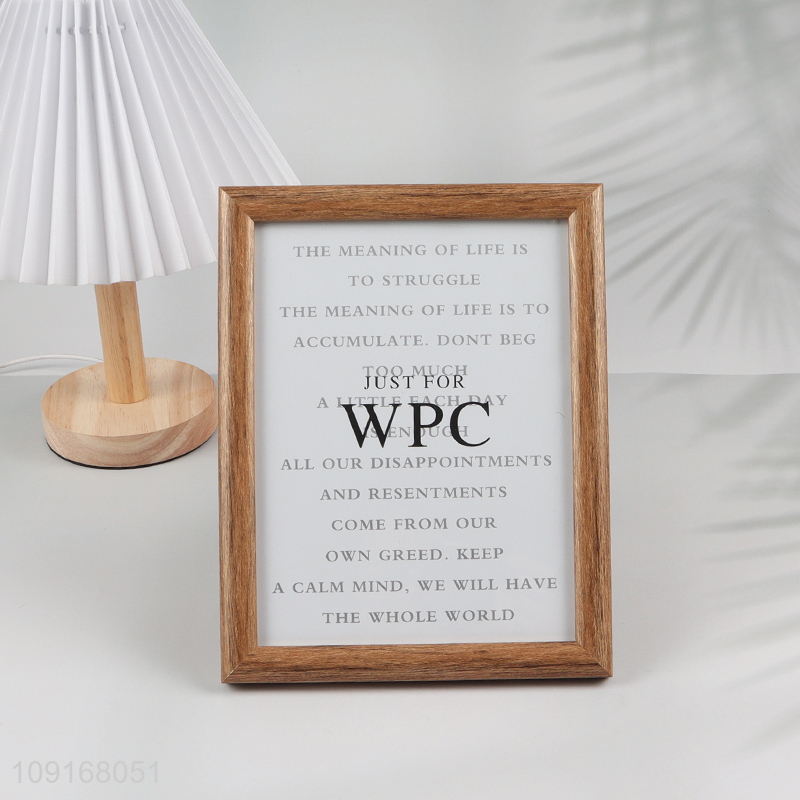 THE MEANING OF LIFE IS
TO STRUGGLE
THE MEANING OF LIFE IS TO
ACCUMULATE. DONT BEG
TOO MUCH
JUST FOR
A LITTLE EACH DAY
WPC
IS ENOUGH
ALL OUR DISAPPOINTMENTS
AND RESENTMENTS
COME FROM OUR
OWN GREED. KEEP
A CALM MIND, WE WILL HAVE
THE WHOLE WORLD
109168051